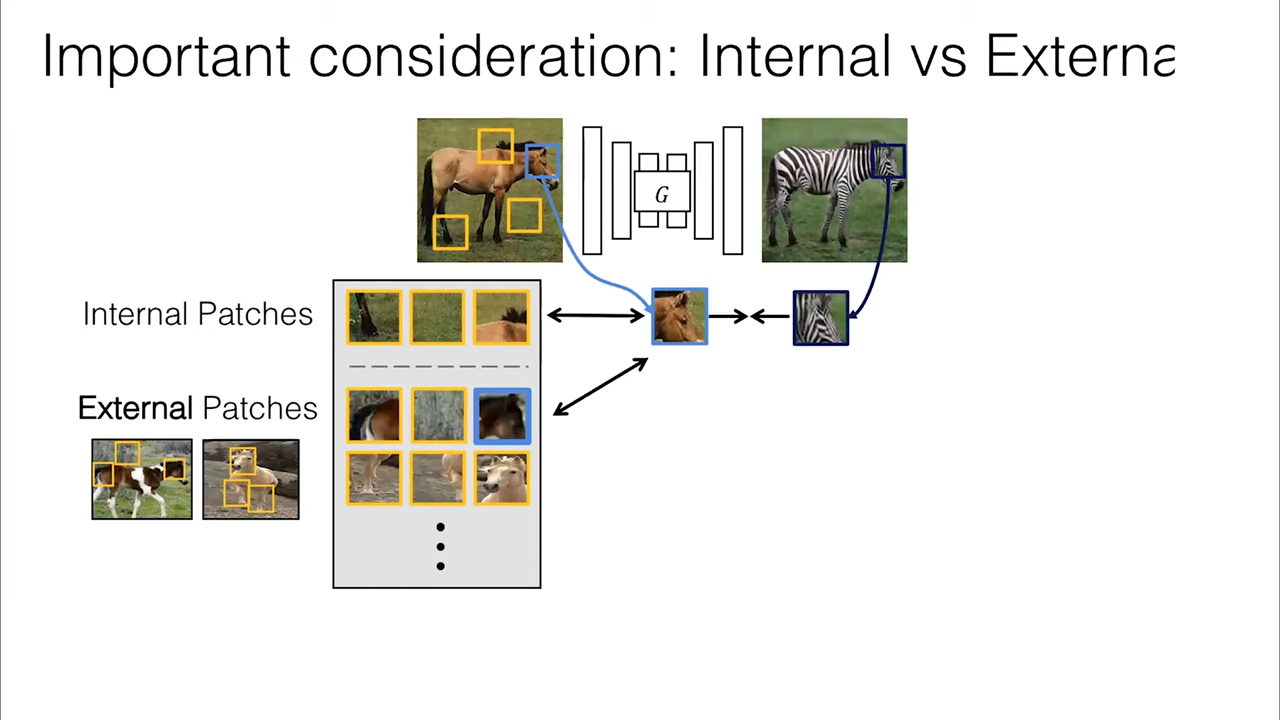 Important consideration: Internal vs Externa
G
Internal Patches
External Patches